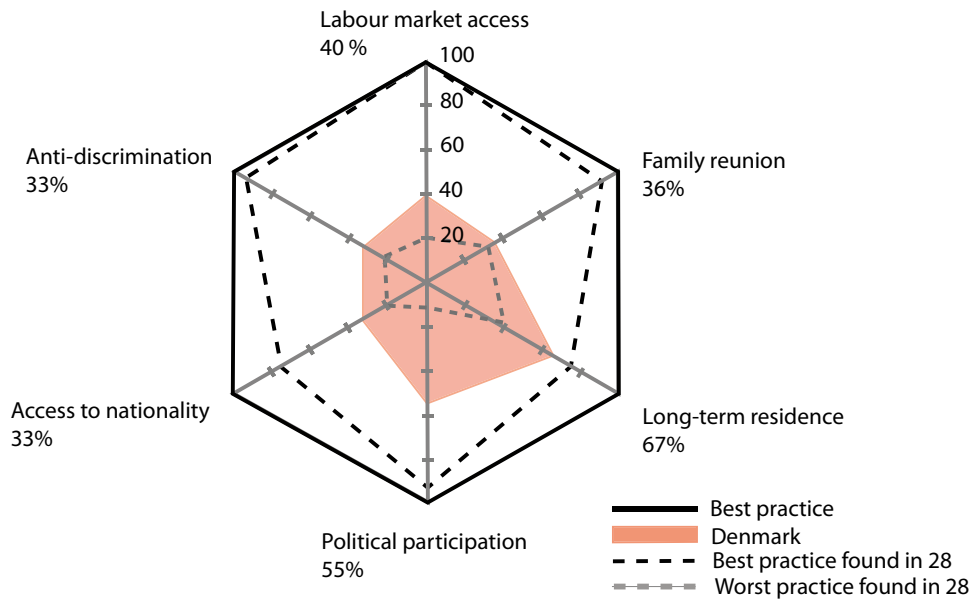 Labour market access
40 %
100
80
60
40
20
Anti-discrimination
33%
Family reunion
36%
Access to nationality
33%
Long-term residence
67%
Political participation
55%
Best practice
Denmark
Best practice found in 28
Worst practice found in 28